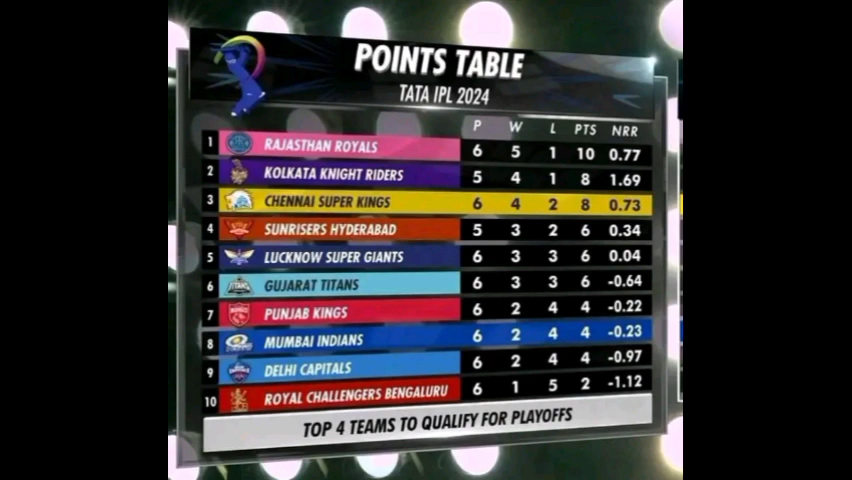 POINTS TABLE
TATA IPL 2024
P W L PTS NRR
1 RAJASTHAN ROYALS 6 5 1 10 0.77
2 KOLKATA KNIGHT RIDERS 5 4 1 8 1.69
3 CHENNAI SUPER KINGS 6 4 2 8 0.73
4 SUNRISERS HYDERABAD 5 3 2 6 0.34
5 LUCKNOW SUPER GIANTS 6 3 3 6 0.04
6 GUJARAT TITANS 6 3 3 6 -0.64
7 PUNJAB KINGS 6 2 4 4 -0.22
8 MUMBAI INDIANS 6 2 4 4 -0.23
9 DELHI CAPITALS 6 2 4 4 -0.97
10 ROYAL CHALLENGERS BENGALURU 6 1 5 2 -1.12
TOP 4 TEAMS TO QUALIFY FOR PLAYOFFS